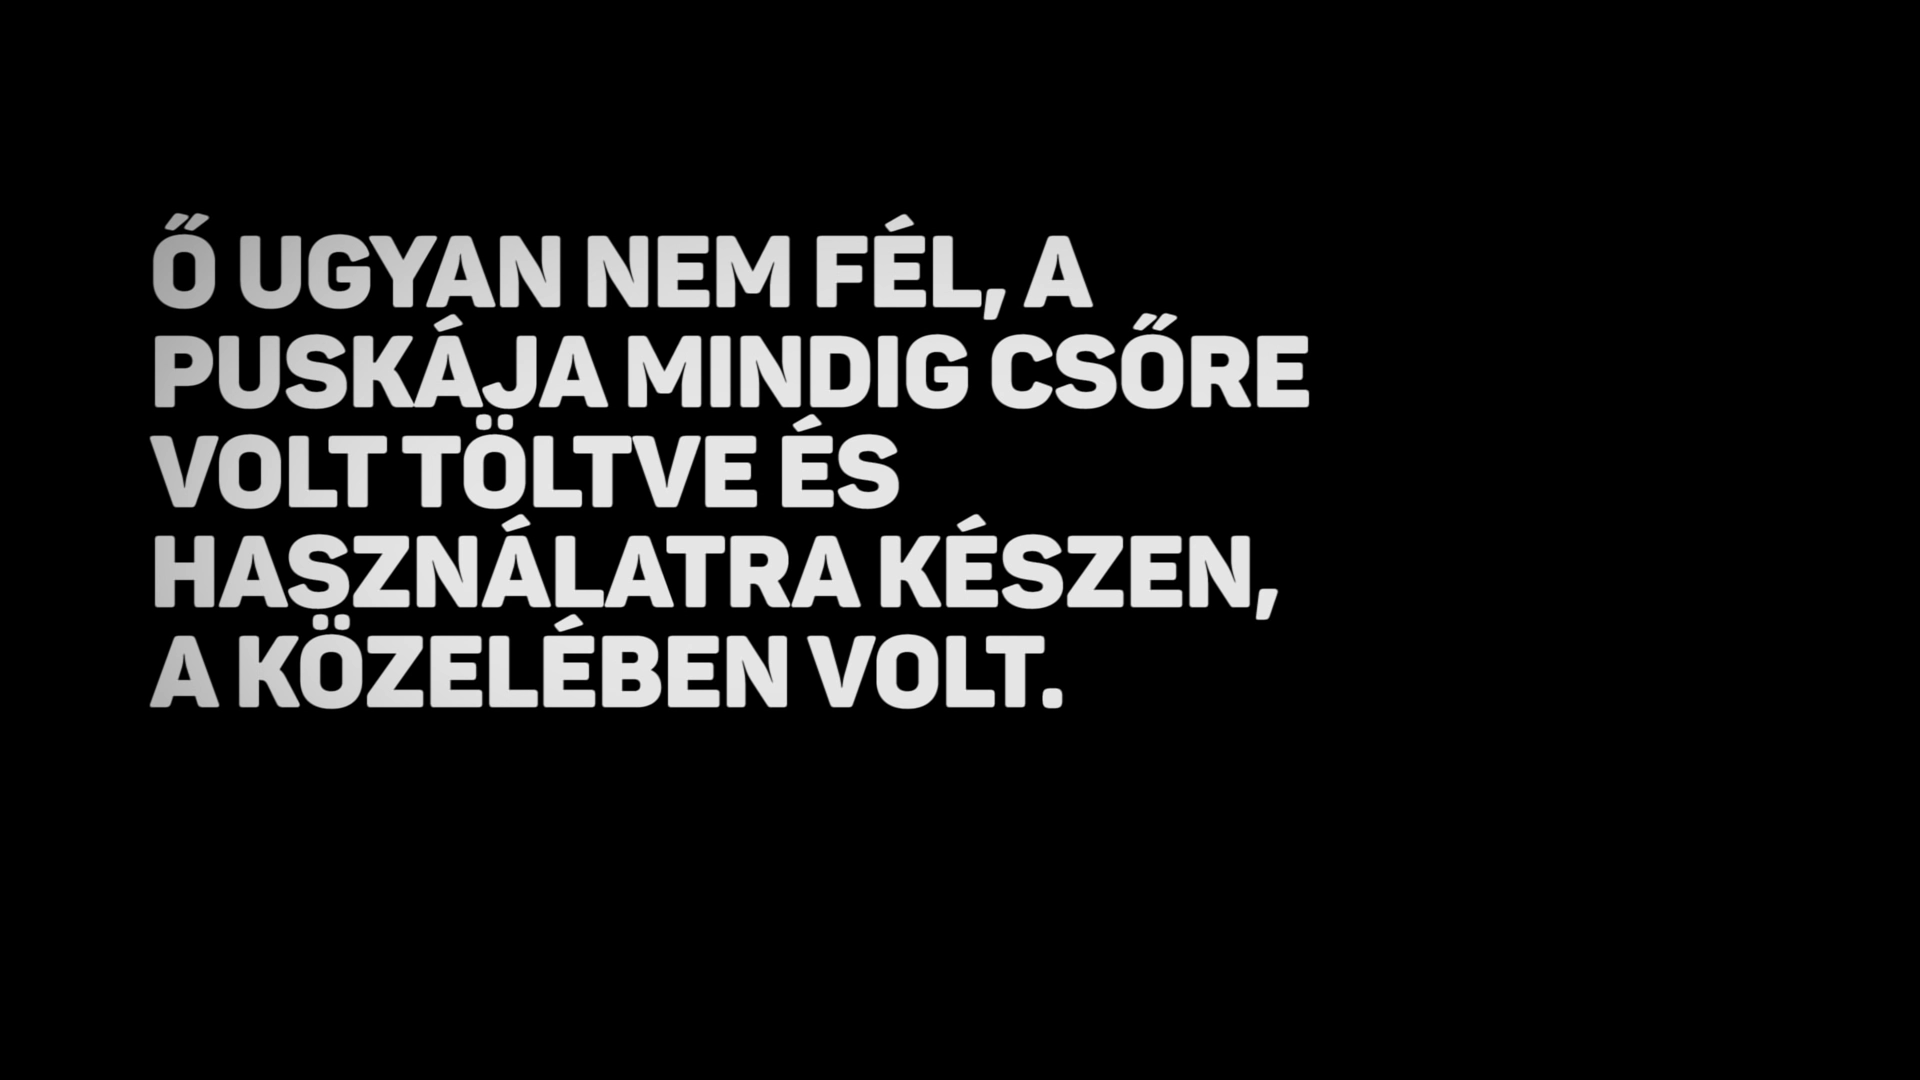 Ő UGYAN NEM FÉL, A
PUSKÁJA MINDIG CSŐRE
VOLT TÖLTVE ÉS
HASZNÁLATRA KÉSZEN,
A KÖZELÉBEN VOLT.